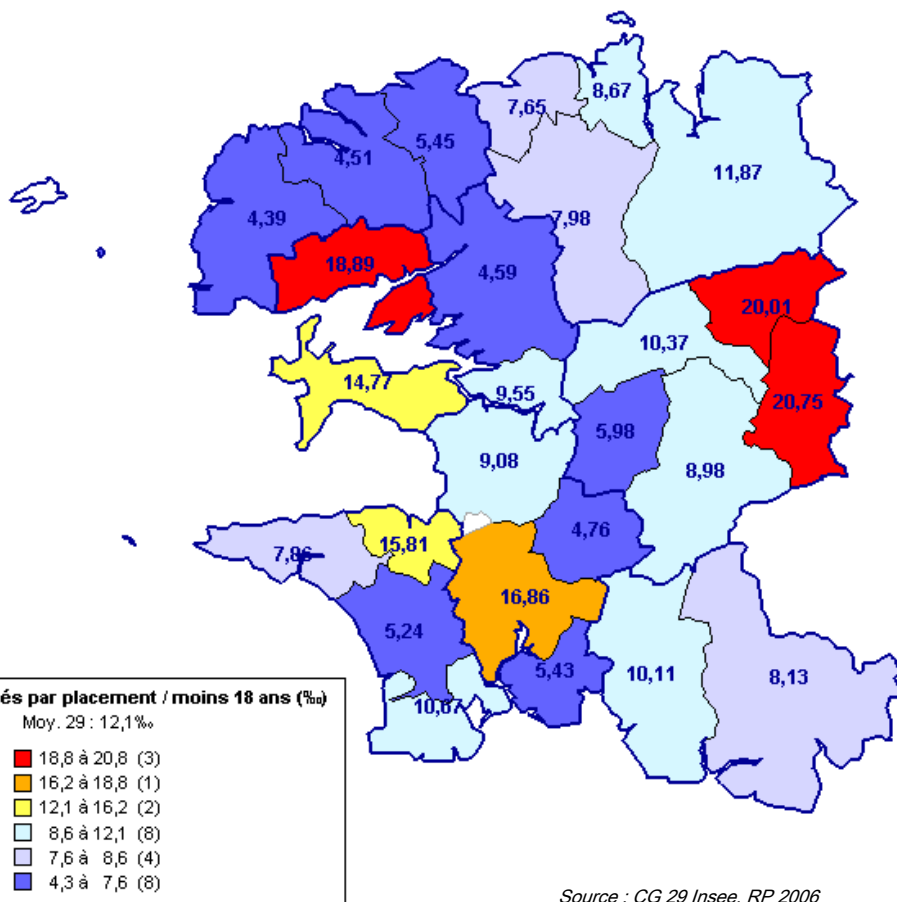 8,67
7,65
5,45
4,51
11,87
4,39
7,98
18,89
4,59
20,01
10,37
14,77
9,55
20,75
5,98
9,08
8,98
4,76
15,81
7,86
16,86
5,24
5,43
10,11
8,13
10,67
és par placement / moins 18 ans (‰)
Moy. 29 : 12,1‰
18,8 à 20,8 (3)
16,2 à 18,8 (1)
12,1 à 16,2 (2)
8,6 à 12,1 (8)
7,6 à 8,6 (4)
4,3 à 7,6 (8)
Source : CG 29 Insee, RP 2006